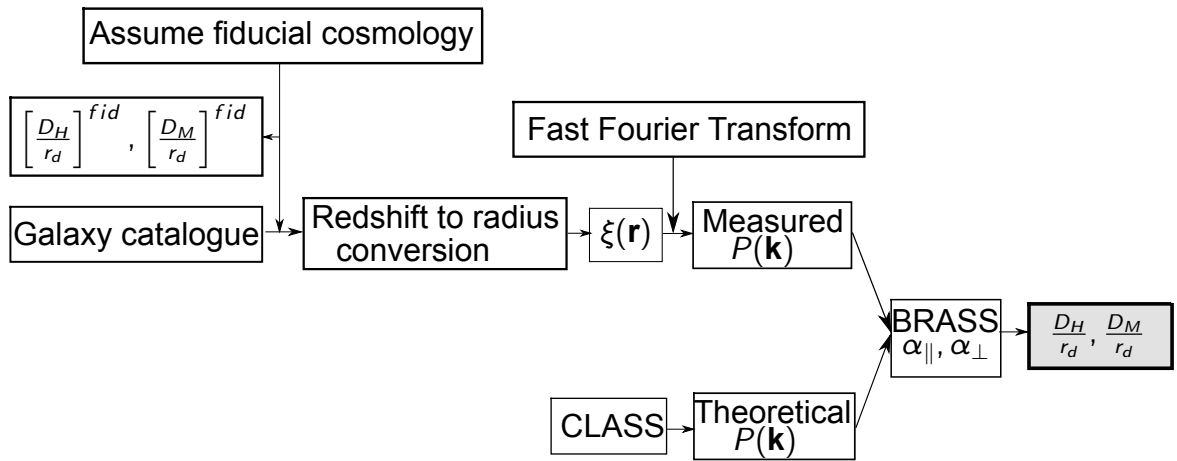 Assume fiducial cosmology
[D_H/r_d]^{fid}, [D_M/r_d]^{fid}
Fast Fourier Transform
Galaxy catalogue
Redshift to radius
conversion
ξ(𝐫)
Measured
P(𝐤)
BRASS
α_∥, α_⊥
D_H/r_d, D_M/r_d
CLASS
Theoretical
P(𝐤)